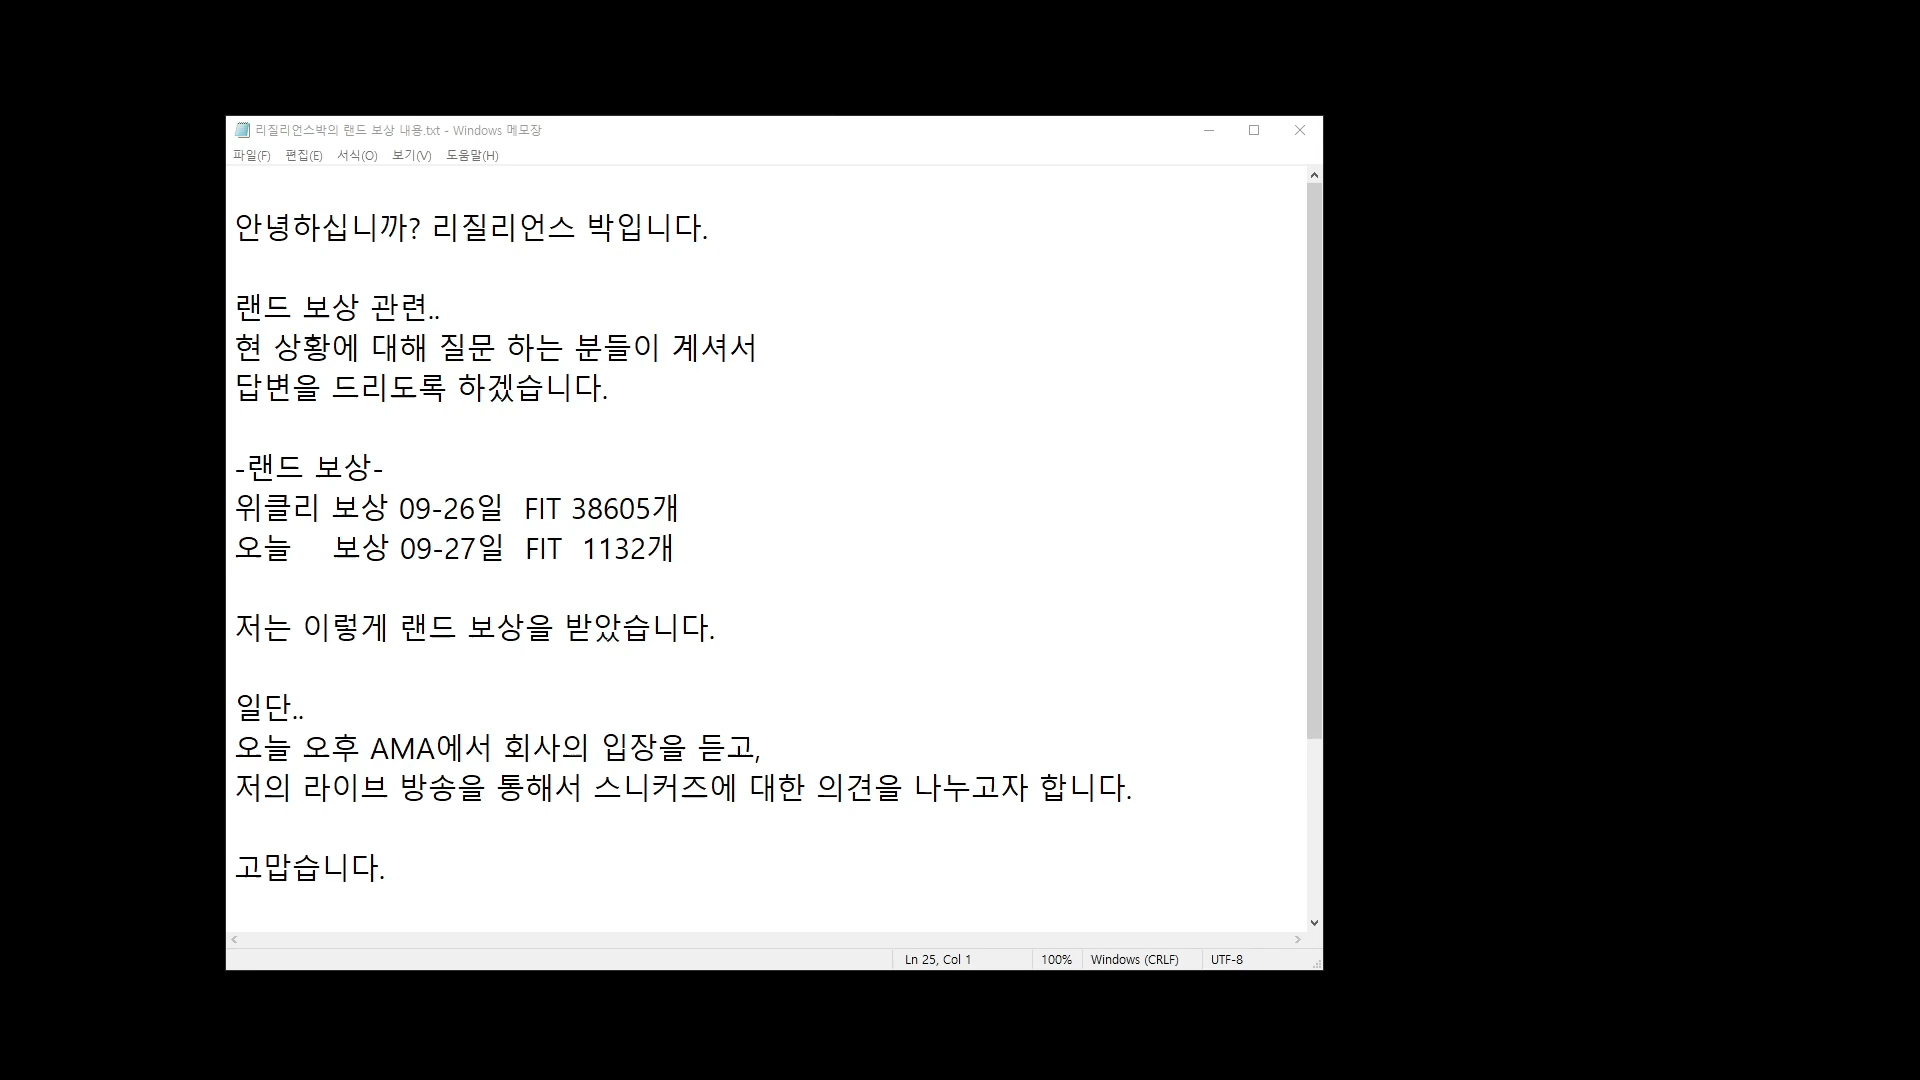 리질리언스박의 랜드 보상 내용.txt - Windows 메모장
파일(F) 편집(E) 서식(O) 보기(V) 도움말(H)
안녕하십니까? 리질리언스 박입니다.
랜드 보상 관련..
현 상황에 대해 질문 하는 분들이 계셔서
답변을 드리도록 하겠습니다.
-랜드 보상-
위클리 보상 09-26일 FIT 38605개
오늘 보상 09-27일 FIT 1132개
저는 이렇게 랜드 보상을 받았습니다.
일단..
오늘 오후 AMA에서 회사의 입장을 듣고,
저의 라이브 방송을 통해서 스니커즈에 대한 의견을 나누고자 합니다.
고맙습니다.
Ln 25, Col 1 100% Windows (CRLF) UTF-8